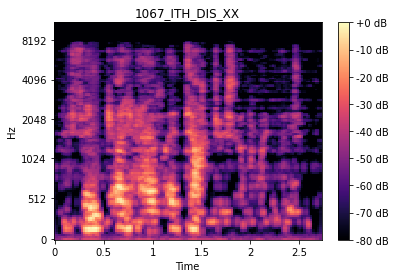 1067_ITH_DIS_XX
8192
4096
2048
1024
512
0
Hz
0
0.5
1
1.5
2
2.5
Time
+0 dB
-10 dB
-20 dB
-30 dB
-40 dB
-50 dB
-60 dB
-70 dB
-80 dB